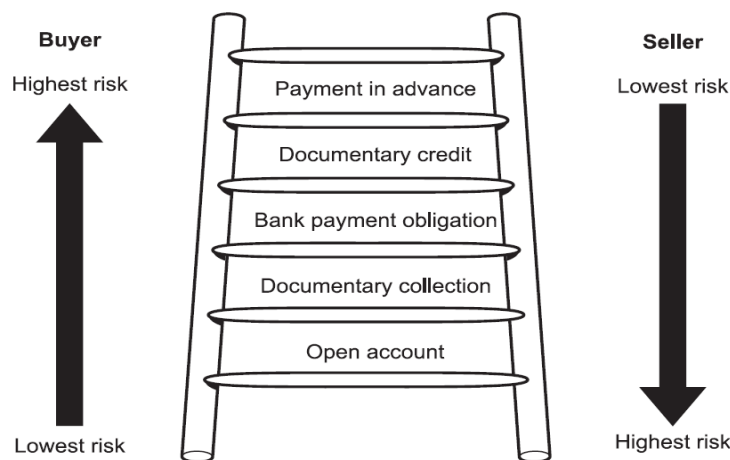 Buyer
Highest risk
Lowest risk
Payment in advance
Documentary credit
Bank payment obligation
Documentary collection
Open account
Seller
Lowest risk
Highest risk